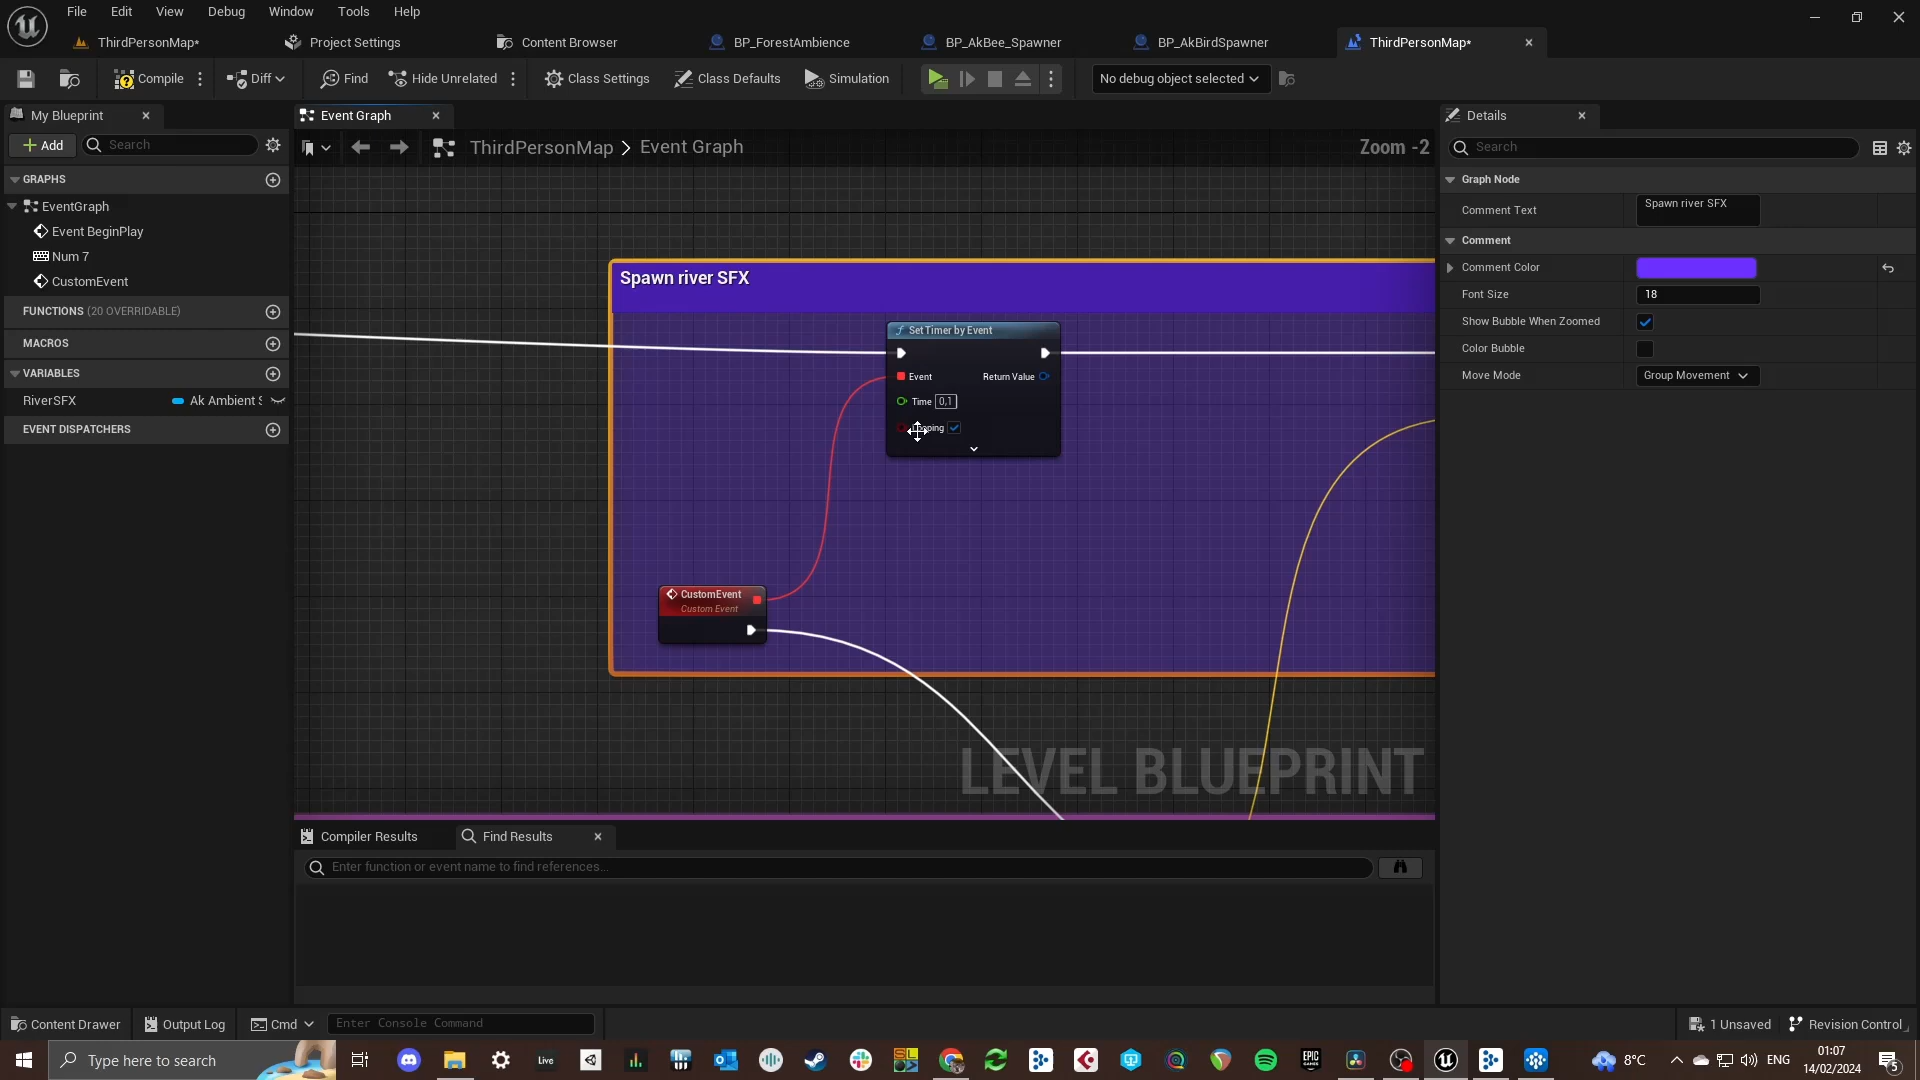 File Edit View Debug Window Tools Help
ThirdPersonMap* Project Settings Content Browser BP_ForestAmbience BP_AkBee_Spawner BP_AkBirdSpawner ThirdPersonMap*
Compile Diff Find Hide Unrelated Class Settings Class Defaults Simulation No debug object selected
My Blueprint
Add Search
GRAPHS
EventGraph
Event BeginPlay
Num 7
CustomEvent
FUNCTIONS (20 OVERRIDABLE)
MACROS
VARIABLES
RiverSFX Ak Ambient S
EVENT DISPATCHERS
Event Graph
ThirdPersonMap > Event Graph Zoom -2
Spawn river SFX
Set Timer by Event
Event Return Value
Time 0,1
CustomEvent
Custom Event
LEVEL BLUEPRINT
Compiler Results Find Results
Enter function or event name to find references...
Details
Search
Graph Node
Comment Text Spawn river SFX
Comment
Comment Color
Font Size 18
Show Bubble When Zoomed
Color Bubble
Move Mode Group Movement
Content Drawer Output Log Cmd Enter Console Command 1 Unsaved Revision Control
Type here to search Live SL EPIC 8°C ENG
01:07
14/02/2024
5